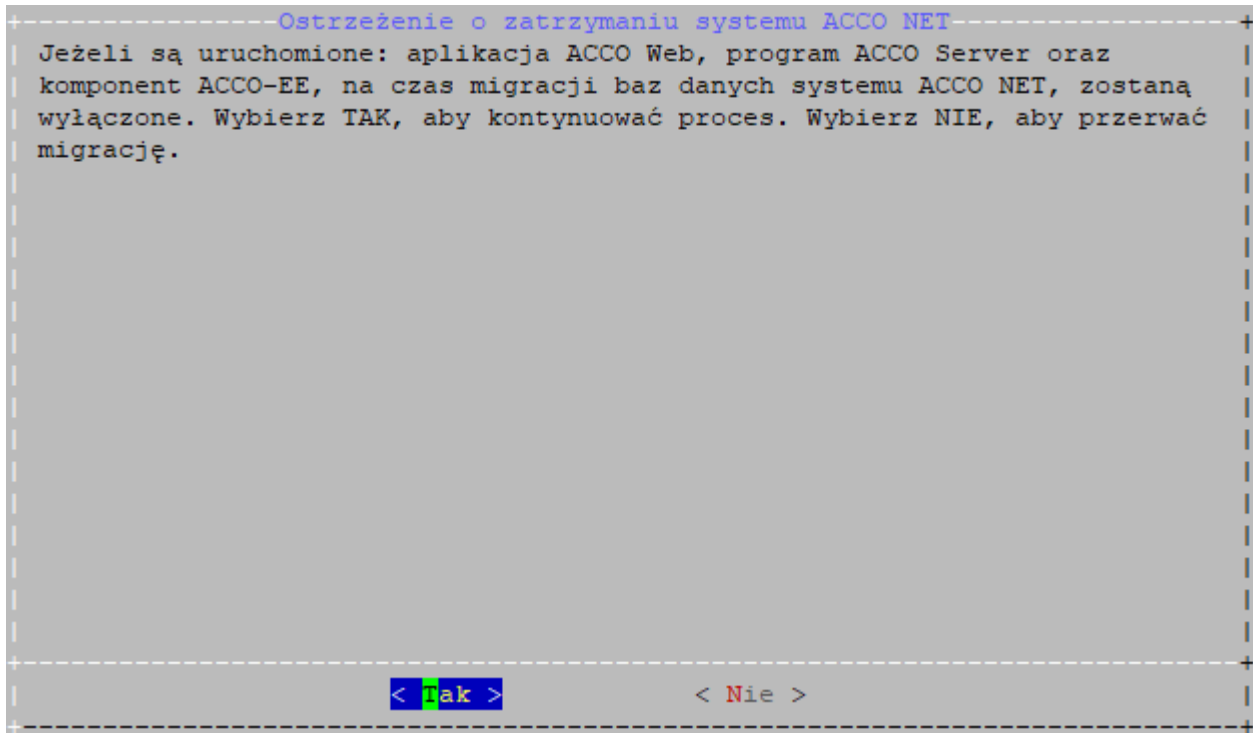 Ostrzeżenie o zatrzymaniu systemu ACCO NET
Jeżeli są uruchomione: aplikacja ACCO Web, program ACCO Server oraz
komponent ACCO-EE, na czas migracji baz danych systemu ACCO NET, zostaną
wyłączone. Wybierz TAK, aby kontynuować proces. Wybierz NIE, aby przerwać
migrację.
< Tak > < Nie >